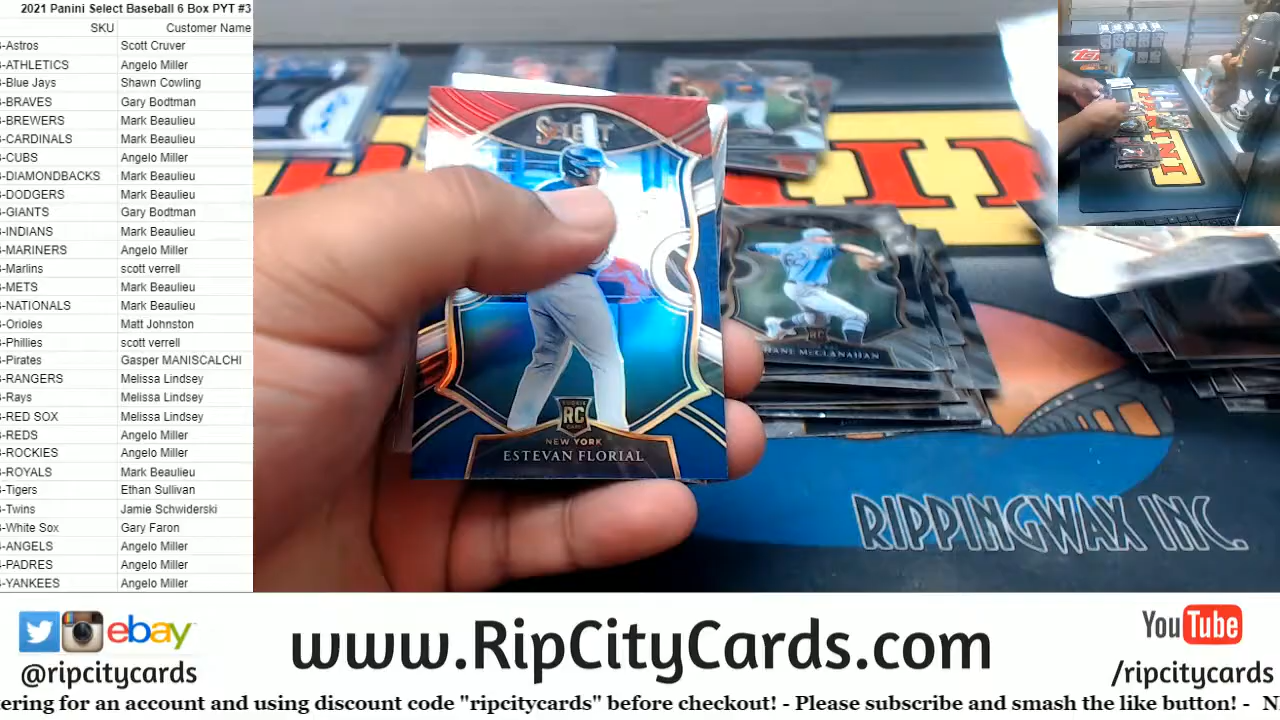 2021 Panini Select Baseball 6 Box PYT #3
SKU Customer Name
-Astros Scott Cruver
-ATHLETICS Angelo Miller
-Blue Jays Shawn Cowling
-BRAVES Gary Bodtman
-BREWERS Mark Beaulieu
-CARDINALS Mark Beaulieu
-CUBS Angelo Miller
-DIAMONDBACKS Mark Beaulieu
-DODGERS Mark Beaulieu
-GIANTS Gary Bodtman
-INDIANS Mark Beaulieu
-MARINERS Angelo Miller
-Marlins scott verrell
-METS Mark Beaulieu
-NATIONALS Mark Beaulieu
-Orioles Matt Johnston
-Phillies scott verrell
-Pirates Gasper MANISCALCHI
-RANGERS Melissa Lindsey
-Rays Melissa Lindsey
-RED SOX Melissa Lindsey
-REDS Angelo Miller
-ROCKIES Angelo Miller
-ROYALS Mark Beaulieu
-Tigers Ethan Sullivan
-Twins Jamie Schwiderski
-White Sox Gary Faron
-ANGELS Angelo Miller
-PADRES Angelo Miller
-YANKEES Angelo Miller
SELECT
RC
NEW YORK
ESTEVAN FLORIAL
62
RC
SHANE McCLANAHAN
PANINI
RIPPINGWAX INC.
ebay
@ripcitycards
www.RipCityCards.com
YouTube
/ripcitycards
tering for an account and using discount code "ripcitycards" before checkout! - Please subscribe and smash the like button! - N